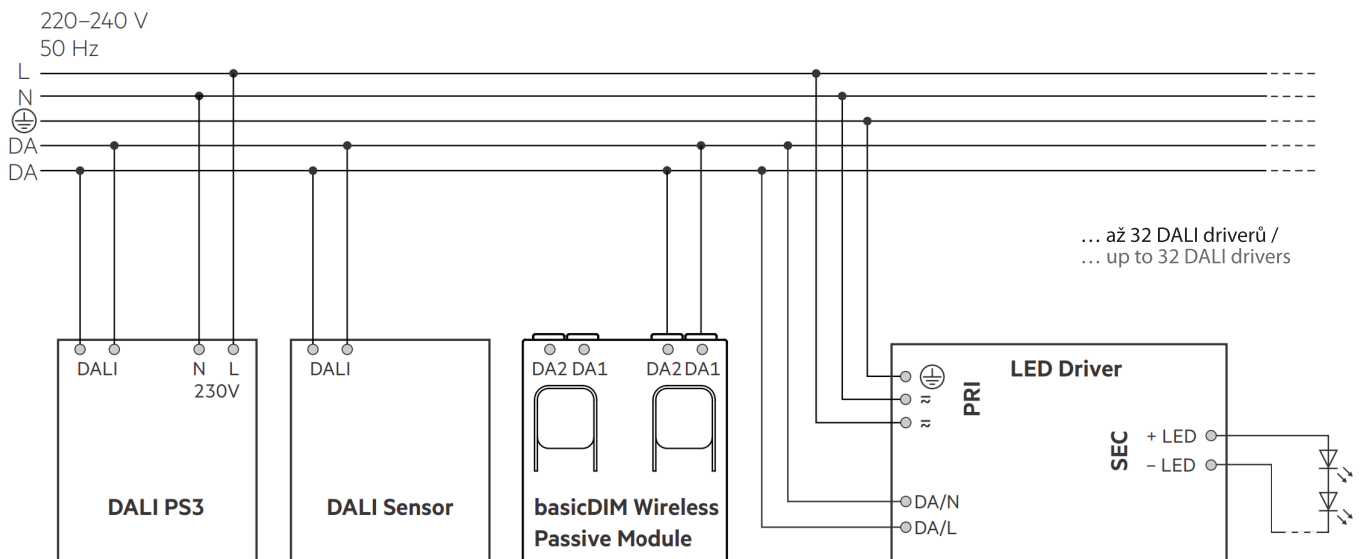 220–240 V
50 Hz
L
N
DA
DA
… až 32 DALI driverů /
… up to 32 DALI drivers
DALI
N L
230V
DALI PS3
DALI
DALI Sensor
DA2 DA1
DA2 DA1
basicDIM Wireless
Passive Module
LED Driver
PRI
≂
≂
SEC
+ LED
– LED
DA/N
DA/L